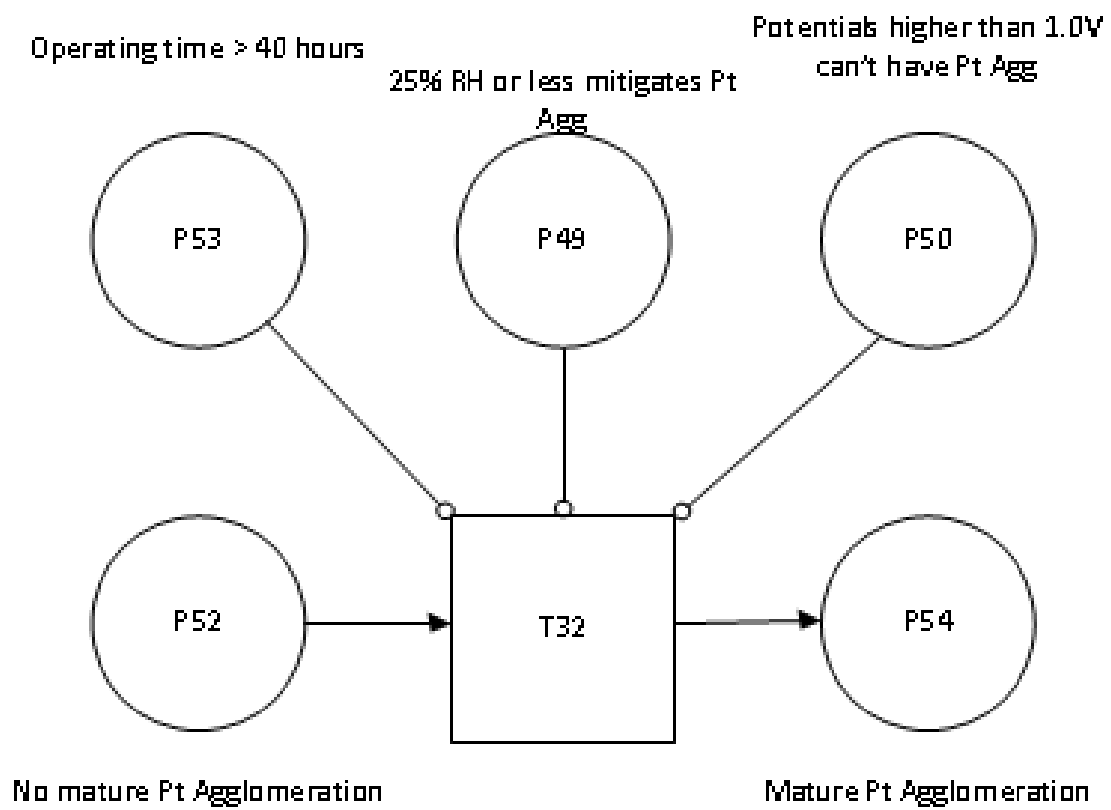 Operating time > 40 hours
Potentials higher than 1.0V
can't have Pt Agg
25% RH or less mitigates Pt
Agg
P53
P49
P50
P52
T32
P54
No mature Pt Agglomeration
Mature Pt Agglomeration